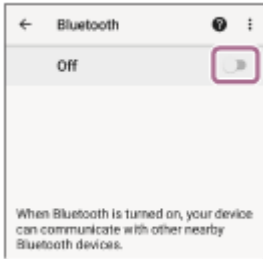 Bluetooth
Off
When Bluetooth is turned on, your device
can communicate with other nearby
Bluetooth devices.